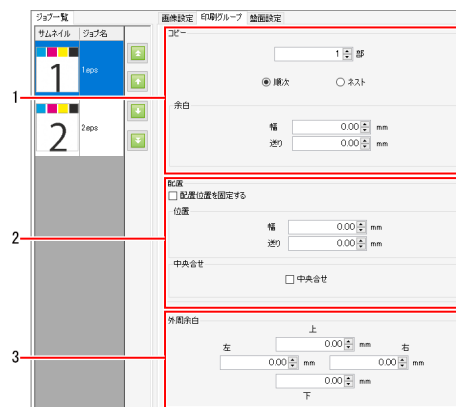 ジョブ一覧
サムネイル ジョブ名
1 1.eps
2 2.eps
画像設定 印刷グループ 盤面設定
1
コピー
1 部
順次 ネスト
余白
幅 0.00 mm
送り 0.00 mm
2
配置
配置位置を固定する
位置
幅 0.00 mm
送り 0.00 mm
中央合せ
中央合せ
3
外周余白
上
0.00 mm
左 右
0.00 mm 0.00 mm
0.00 mm
下